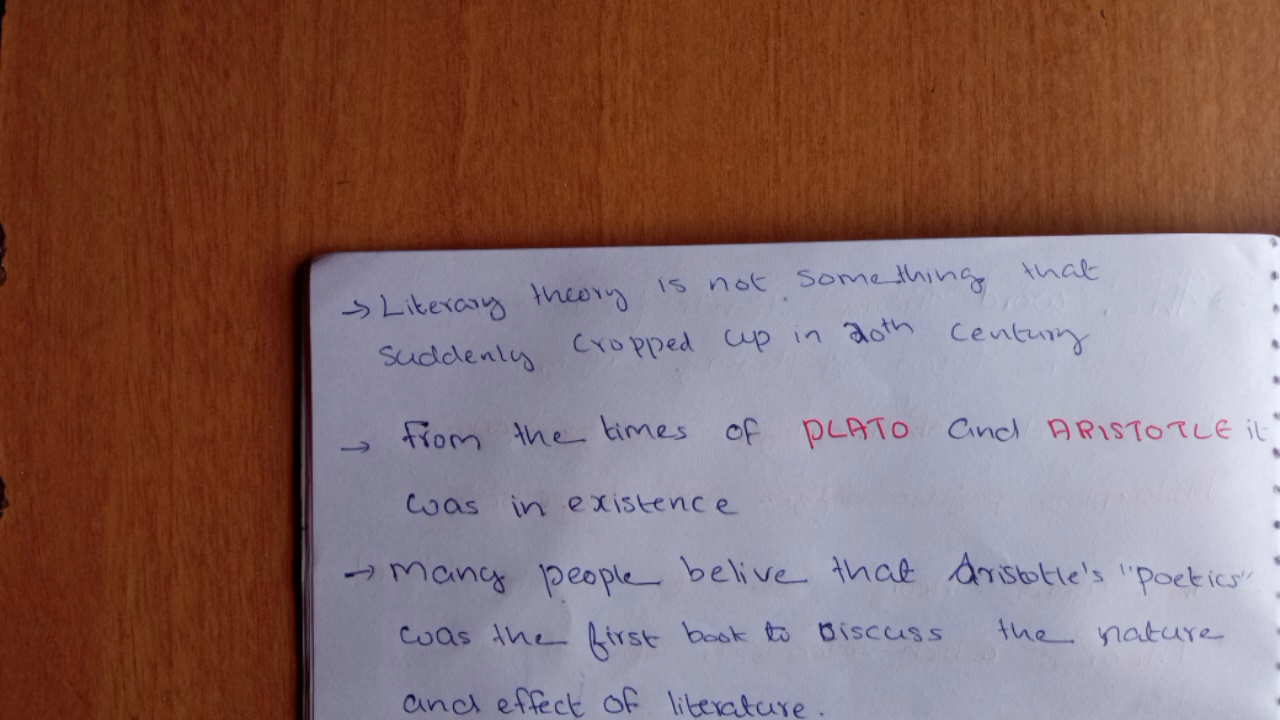 → Literary theory is not something that
suddenly cropped up in 20th century
→ From the times of PLATO and ARISTOTLE it
was in existence
→ Many people belive that Aristotle's "poetics"
was the first book to Discuss the nature
and effect of literature.